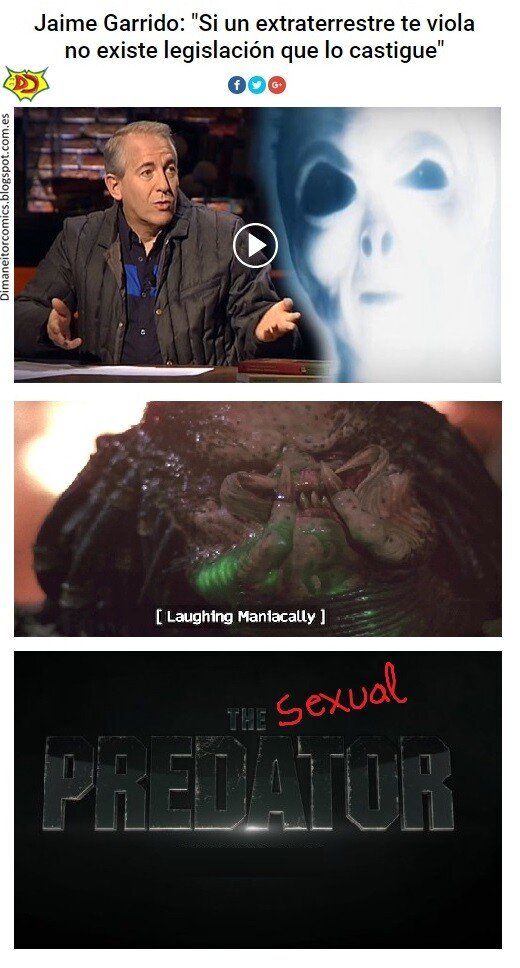 Jaime Garrido: "Si un extraterrestre te viola
no existe legislación que lo castigue"
DJ
f
G+
Dimaneitorcomics.blogspot.com.es
[ Laughing Maniacally ]
THE sexual
PREDATOR